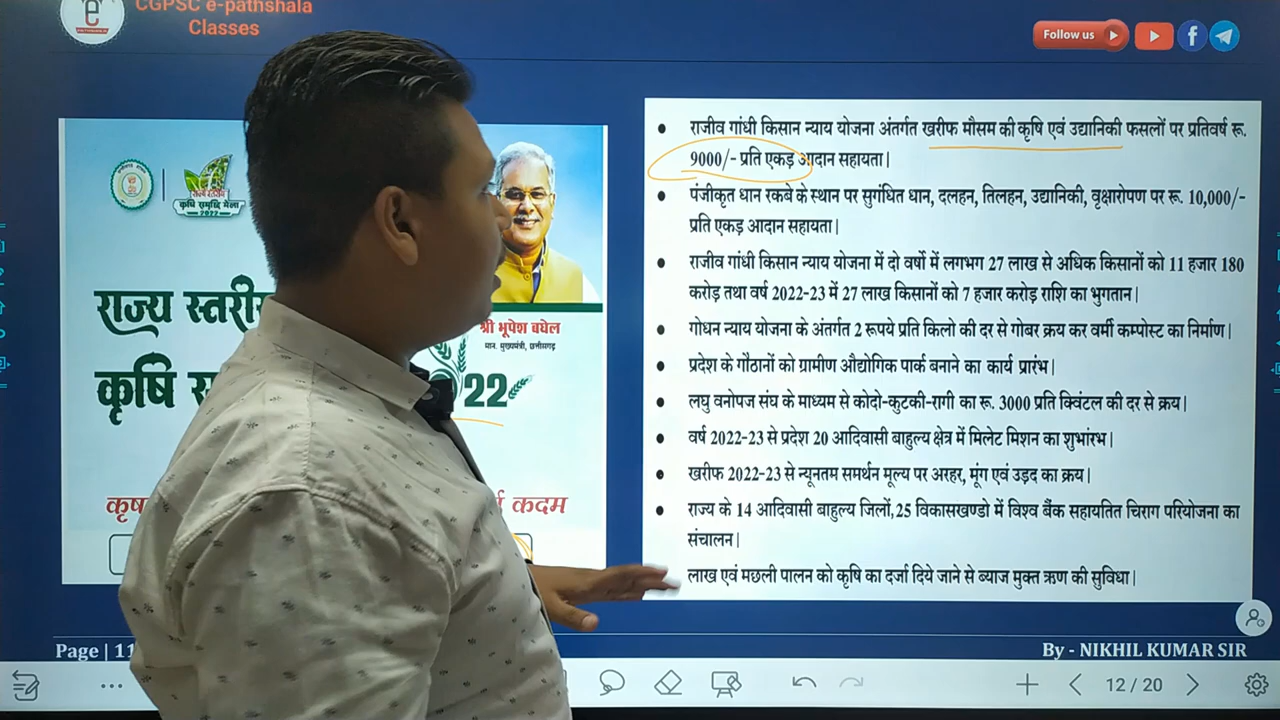 CGPSC e-pathshala
Classes
Follow us
राज्य स्तरी
कृषि स
22
श्री भूपेश बघेल
मान. मुख्यमंत्री, छत्तीसगढ़
कृषि समृद्धि मेला
2022
कृष
कदम
राजीव गांधी किसान न्याय योजना अंतर्गत खरीफ मौसम की कृषि एवं उद्यानिकी फसलों पर प्रतिवर्ष रू.
9000/- प्रति एकड़ आदान सहायता|
पंजीकृत धान रकबे के स्थान पर सुगंधित धान, दलहन, तिलहन, उद्यानिकी, वृक्षारोपण पर रू. 10,000/-
प्रति एकड़ आदान सहायता|
राजीव गांधी किसान न्याय योजना में दो वर्षो में लगभग 27 लाख से अधिक किसानों को 11 हजार 180
करोड़ तथा वर्ष 2022-23 में 27 लाख किसानों को 7 हजार करोड़ राशि का भुगतान|
गोधन न्याय योजना के अंतर्गत 2 रूपये प्रति किलो की दर से गोबर क्रय कर वर्मी कम्पोस्ट का निर्माण|
प्रदेश के गौठानों को ग्रामीण औद्योगिक पार्क बनाने का कार्य प्रारंभ|
लघु वनोपज संघ के माध्यम से कोदो-कुटकी-रागी का रू. 3000 प्रति क्विंटल की दर से क्रय|
वर्ष 2022-23 से प्रदेश 20 आदिवासी बाहुल्य क्षेत्र में मिलेट मिशन का शुभारंभ|
खरीफ 2022-23 से न्यूनतम समर्थन मूल्य पर अरहर, मूंग एवं उड़द का क्रय|
राज्य के 14 आदिवासी बाहुल्य जिलों,25 विकासखण्डो में विश्व बैंक सहायतित चिराग परियोजना का
संचालन|
लाख एवं मछली पालन को कृषि का दर्जा दिये जाने से ब्याज मुक्त ऋण की सुविधा|
Page | 11
By - NIKHIL KUMAR SIR
12 / 20